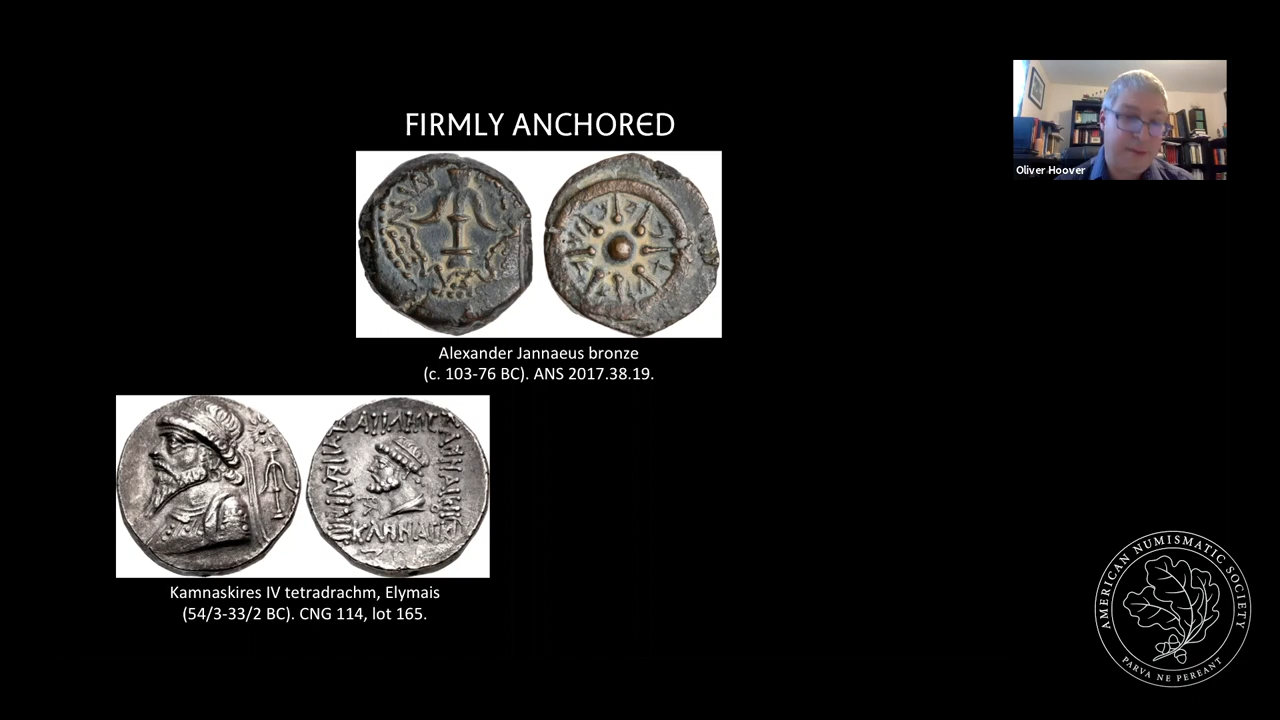 FIRMLY ANCHORED
Oliver Hoover
Alexander Jannaeus bronze
(c. 103-76 BC). ANS 2017.38.19.
Kamnaskires IV tetradrachm, Elymais
(54/3-33/2 BC). CNG 114, lot 165.
AMERICAN NUMISMATIC SOCIETY
PARVA NE PEREANT